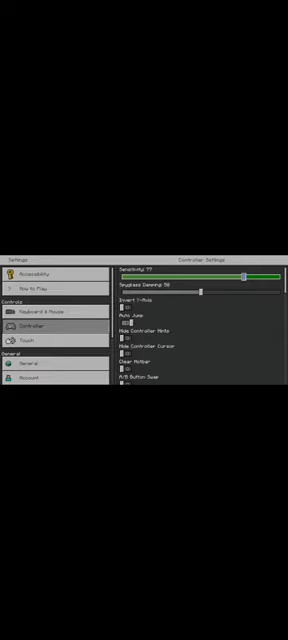 Settings
Controller Settings
Accessibility
? How to Play
Controls
Keyboard & Mouse
Controller
Touch
General
General
Account
Sensitivity: 77
Spyglass Damping: 50
Invert Y-Axis
Auto Jump
Hide Controller Hints
Hide Controller Cursor
Clear Hotbar
A/B Button Swap